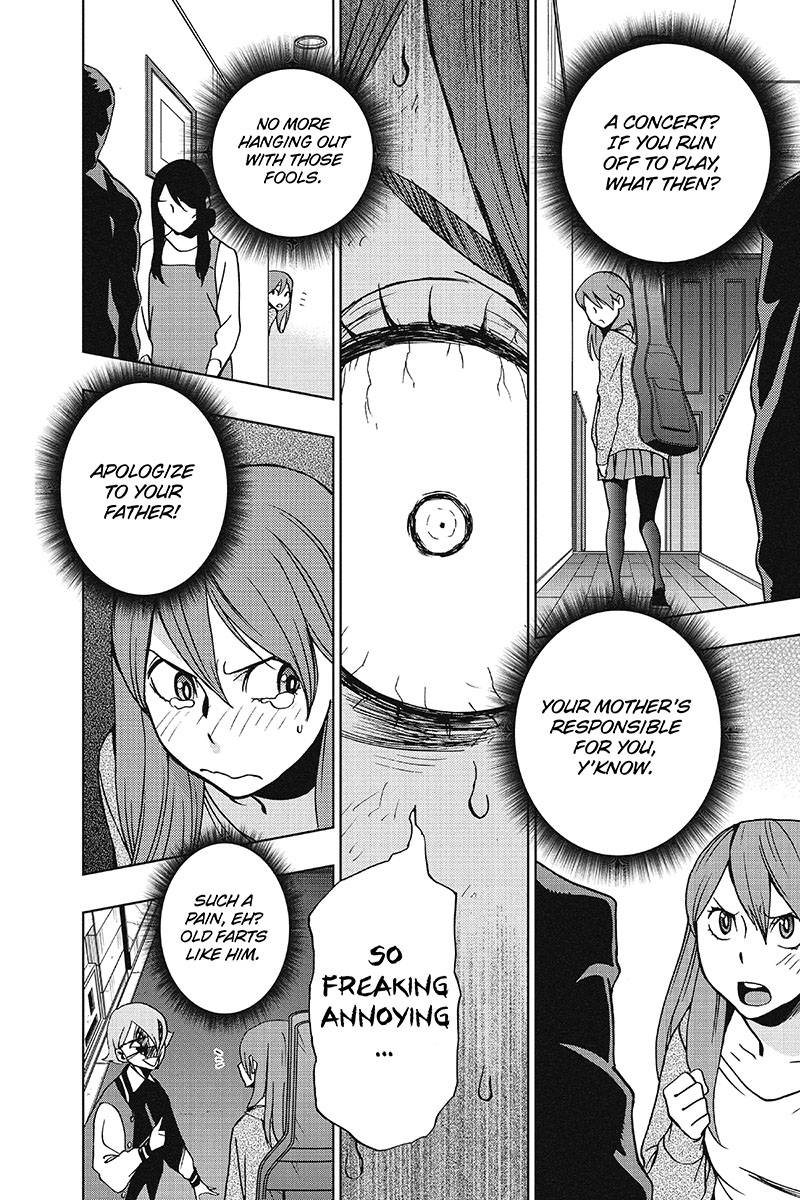 A CONCERT?
IF YOU RUN
OFF TO PLAY,
WHAT THEN?
YOUR MOTHER'S
RESPONSIBLE
FOR YOU,
Y'KNOW.
NO MORE
HANGING OUT
WITH THOSE
FOOLS.
APOLOGIZE
TO YOUR
FATHER!
SUCH A
PAIN, EH?
OLD FARTS
LIKE HIM.
SO
FREAKING
ANNOYING
...